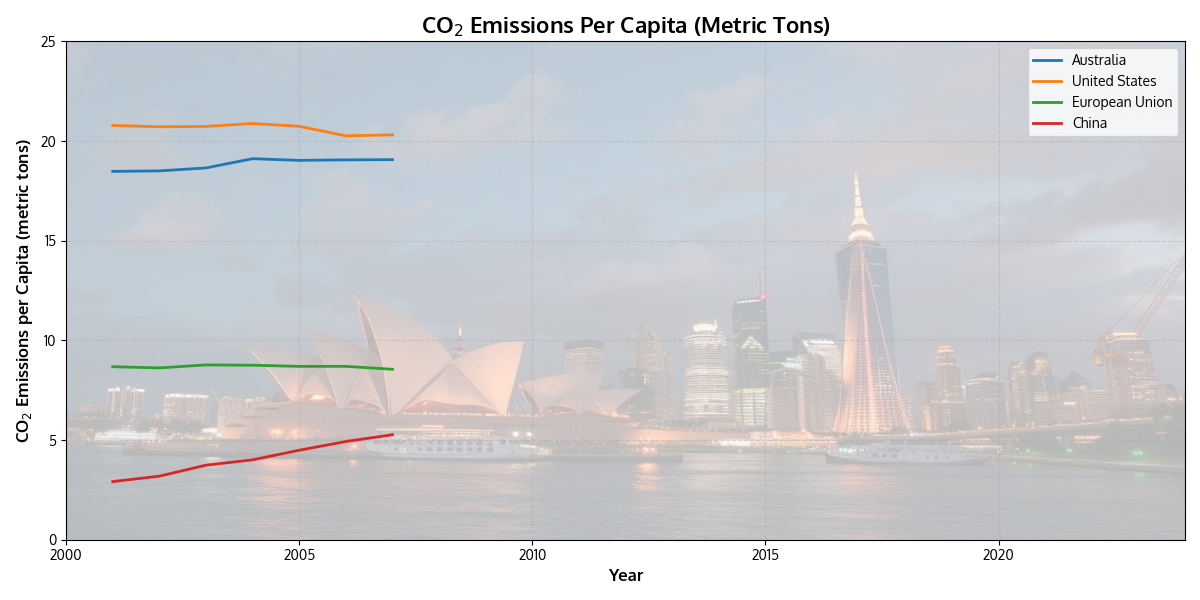 CO₂ Emissions Per Capita (Metric Tons)
Australia
United States
European Union
China
CO₂ Emissions per Capita (metric tons)
25
20
15
10
5
0
2000 2005 2010 2015 2020
Year